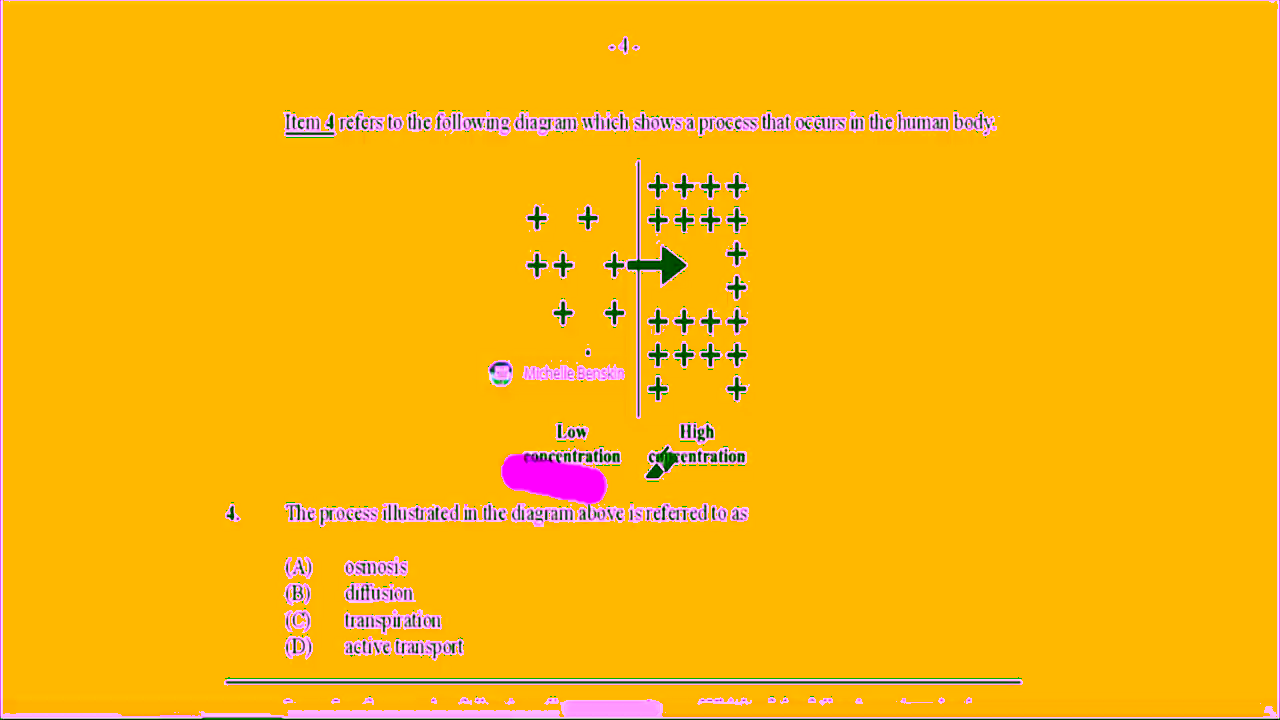 - 4 -
Item 4 refers to the following diagram which shows a process that occurs in the human body.
Michelle Benskin
Low
concentration
High
concentration
4. The process illustrated in the diagram above is referred to as
(A) osmosis
(B) diffusion
(C) transpiration
(D) active transport